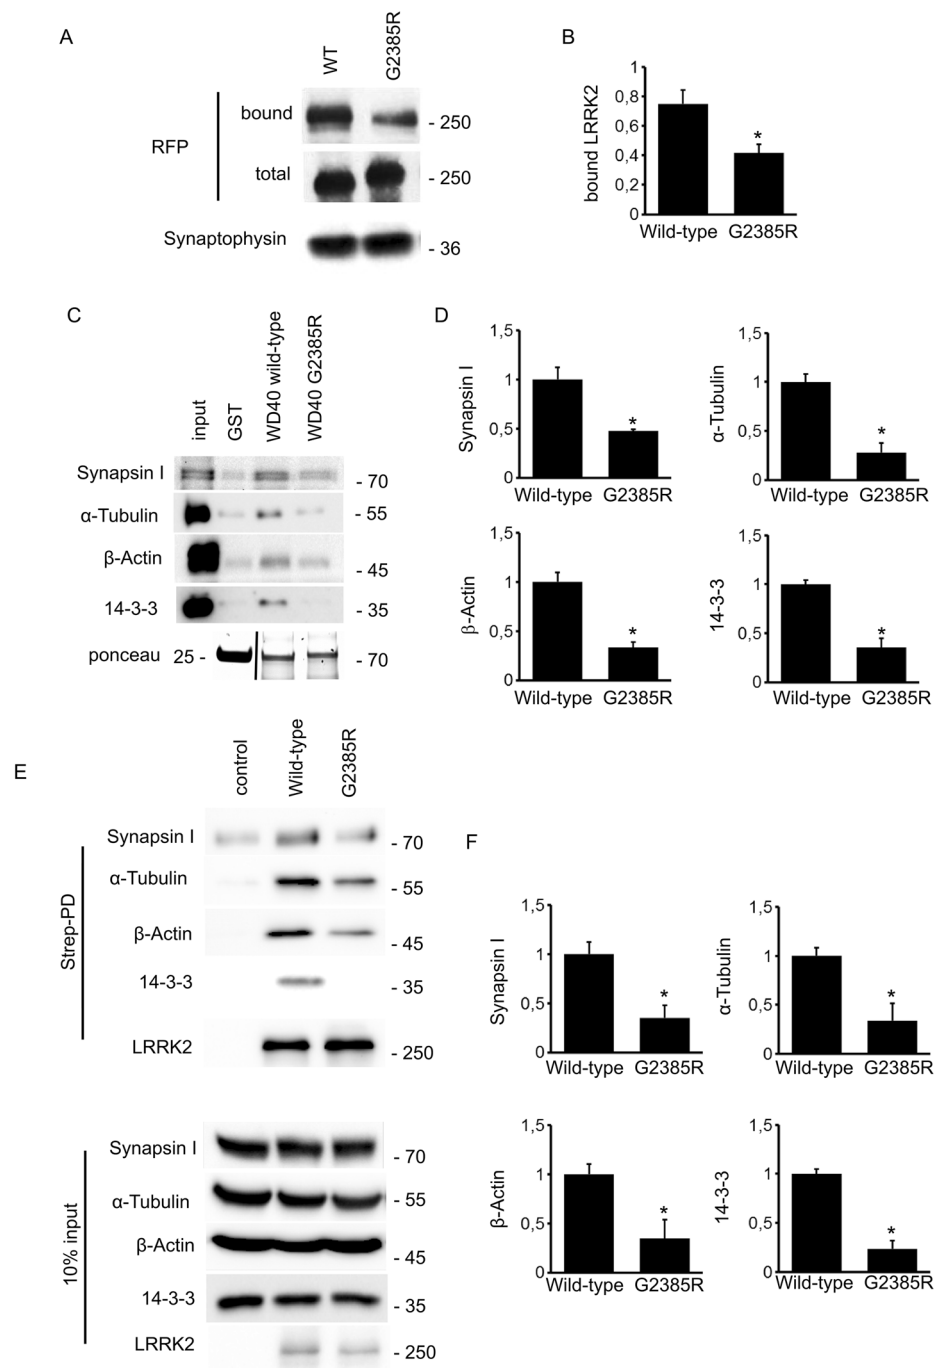 A
WT
G2385R
RFP
bound
- 250
total
- 250
Synaptophysin
- 36
B
bound LRRK2
1
0,8
0,6
0,4
0,2
0
*
Wild-type G2385R
C
input
GST
WD40 wild-type
WD40 G2385R
Synapsin I
- 70
α-Tubulin
- 55
β-Actin
- 45
14-3-3
- 35
ponceau 25 -
- 70
D
Synapsin I
1,5
1
0,5
0
*
Wild-type G2385R
α-Tubulin
1,5
1
0,5
0
*
Wild-type G2385R
β-Actin
1,5
1
0,5
0
*
Wild-type G2385R
14-3-3
1,5
1
0,5
0
*
Wild-type G2385R
E
control
Wild-type
G2385R
Strep-PD
Synapsin I
- 70
α-Tubulin
- 55
β-Actin
- 45
14-3-3
- 35
LRRK2
- 250
10% input
Synapsin I
- 70
α-Tubulin
- 55
β-Actin
- 45
14-3-3
- 35
LRRK2
- 250
F
Synapsin I
1,5
1
0,5
0
*
Wild-type G2385R
α-Tubulin
1,5
1
0,5
0
*
Wild-type G2385R
β-Actin
1,5
1
0,5
0
*
Wild-type G2385R
14-3-3
1,5
1
0,5
0
*
Wild-type G2385R